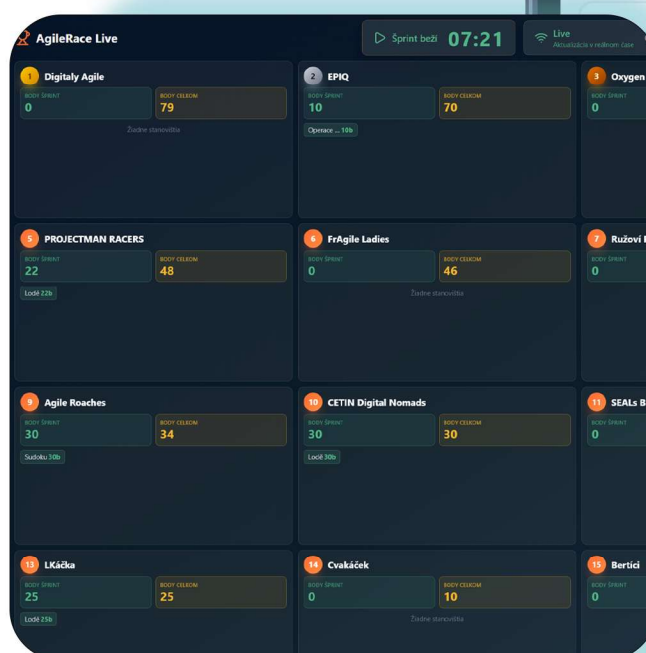 AgileRace Live
Šprint beží 07:21
Live
Aktualizácia v reálnom čase
1 Digitaly Agile
BODY ŠPRINT
0
BODY CELKOM
79
Žiadne stanovištia
2 EPIQ
BODY ŠPRINT
10
BODY CELKOM
70
Operace ... 10b
3 Oxygen
BODY ŠPRINT
0
5 PROJECTMAN RACERS
BODY ŠPRINT
22
BODY CELKOM
48
Lodě 22b
6 FrAgile Ladies
BODY ŠPRINT
0
BODY CELKOM
46
Žiadne stanovištia
7 Ružoví
BODY ŠPRINT
0
9 Agile Roaches
BODY ŠPRINT
30
BODY CELKOM
34
Sudoku 30b
10 CETIN Digital Nomads
BODY ŠPRINT
30
BODY CELKOM
30
Lodě 30b
11 SEALs B
BODY ŠPRINT
0
13 LKáčka
BODY ŠPRINT
25
BODY CELKOM
25
Lodě 25b
14 Cvakáček
BODY ŠPRINT
0
BODY CELKOM
10
Žiadne stanovištia
15 Bertíci
BODY ŠPRINT
0